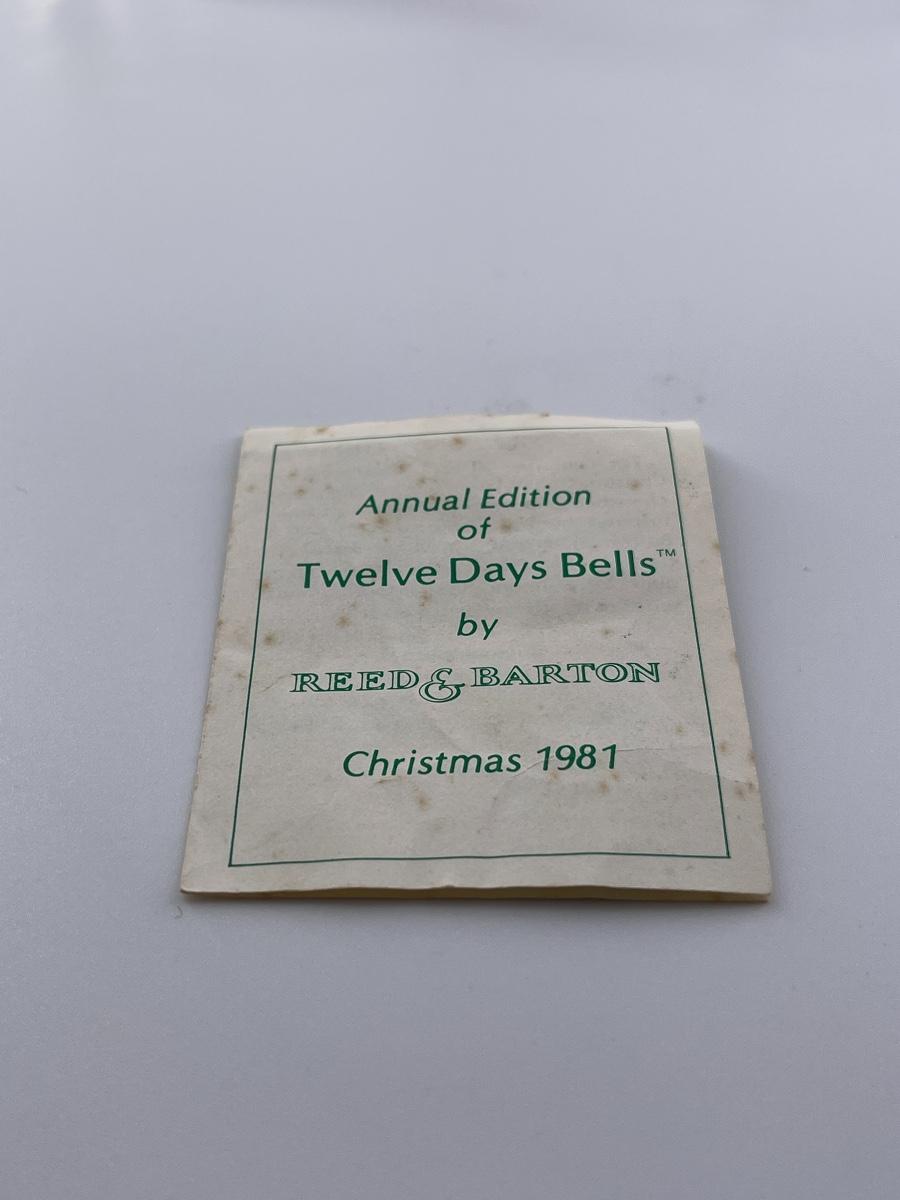 Annual Edition
of
Twelve Days Bells™
by
REED & BARTON
Christmas 1981